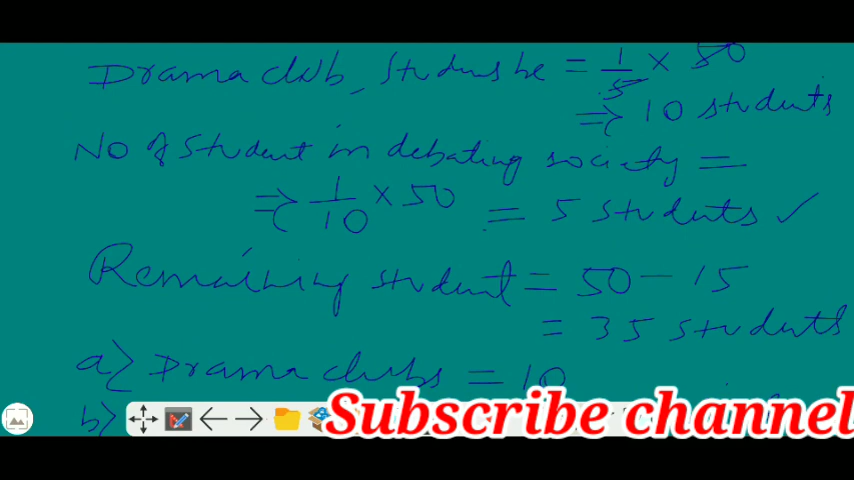 Drama club, students be = 1/5 × 50
=> 10 students
No of student in debating society =
=> 1/10 × 50 = 5 students ✓
Remaining student = 50 - 15
= 35 students
a> Drama clubs = 10
b>
Subscribe channel